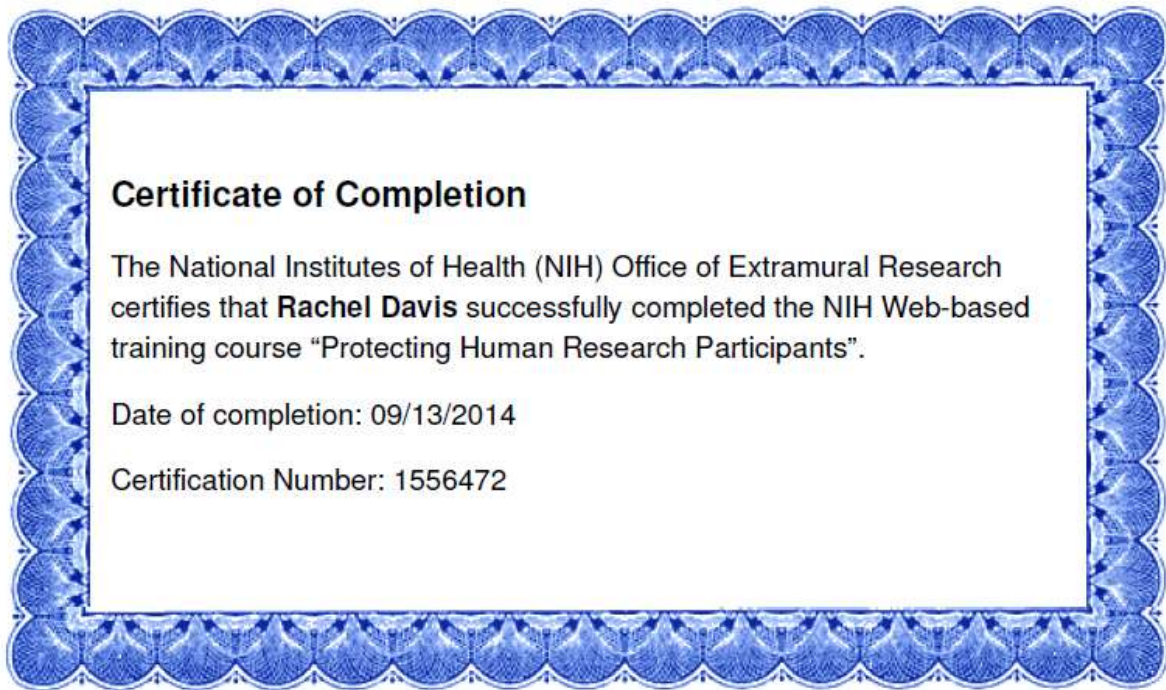 Certificate of Completion
The National Institutes of Health (NIH) Office of Extramural Research
certifies that Rachel Davis successfully completed the NIH Web-based
training course “Protecting Human Research Participants”.
Date of completion: 09/13/2014
Certification Number: 1556472